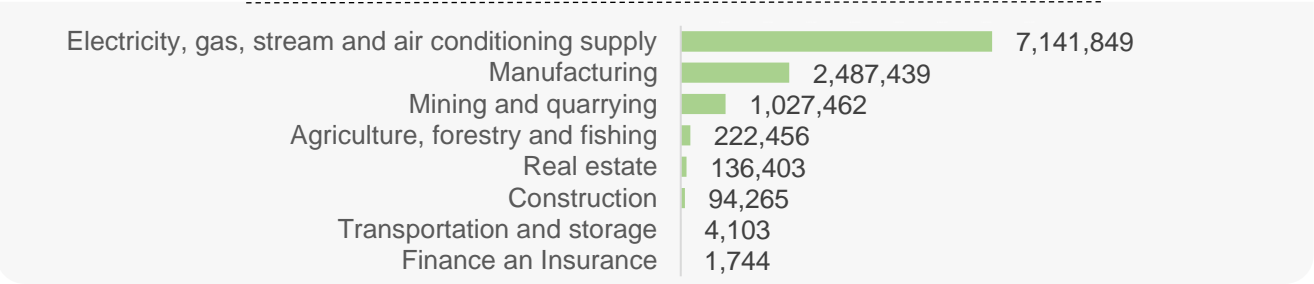 Electricity, gas, stream and air conditioning supply 7,141,849
Manufacturing 2,487,439
Mining and quarrying 1,027,462
Agriculture, forestry and fishing 222,456
Real estate 136,403
Construction 94,265
Transportation and storage 4,103
Finance an Insurance 1,744